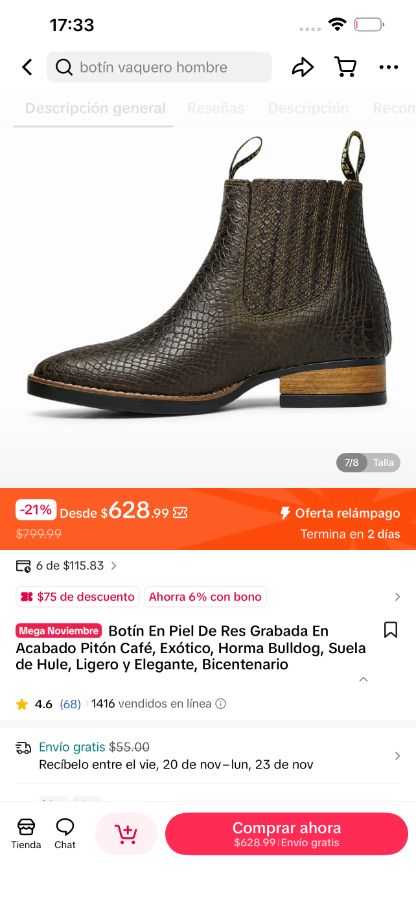 17:33
botín vaquero hombre
Descripción general Reseñas Descripción Recom
7/8 Talla
-21% Desde $628.99 Oferta relámpago
$799.99 Termina en 2 días
6 de $115.83
$75 de descuento Ahorra 6% con bono
Mega Noviembre Botín En Piel De Res Grabada En
Acabado Pitón Café, Exótico, Horma Bulldog, Suela
de Hule, Ligero y Elegante, Bicentenario
4.6 (68) 1416 vendidos en línea
Envío gratis $55.00
Recíbelo entre el vie, 20 de nov–lun, 23 de nov
Tienda Chat Comprar ahora
$628.99 | Envío gratis